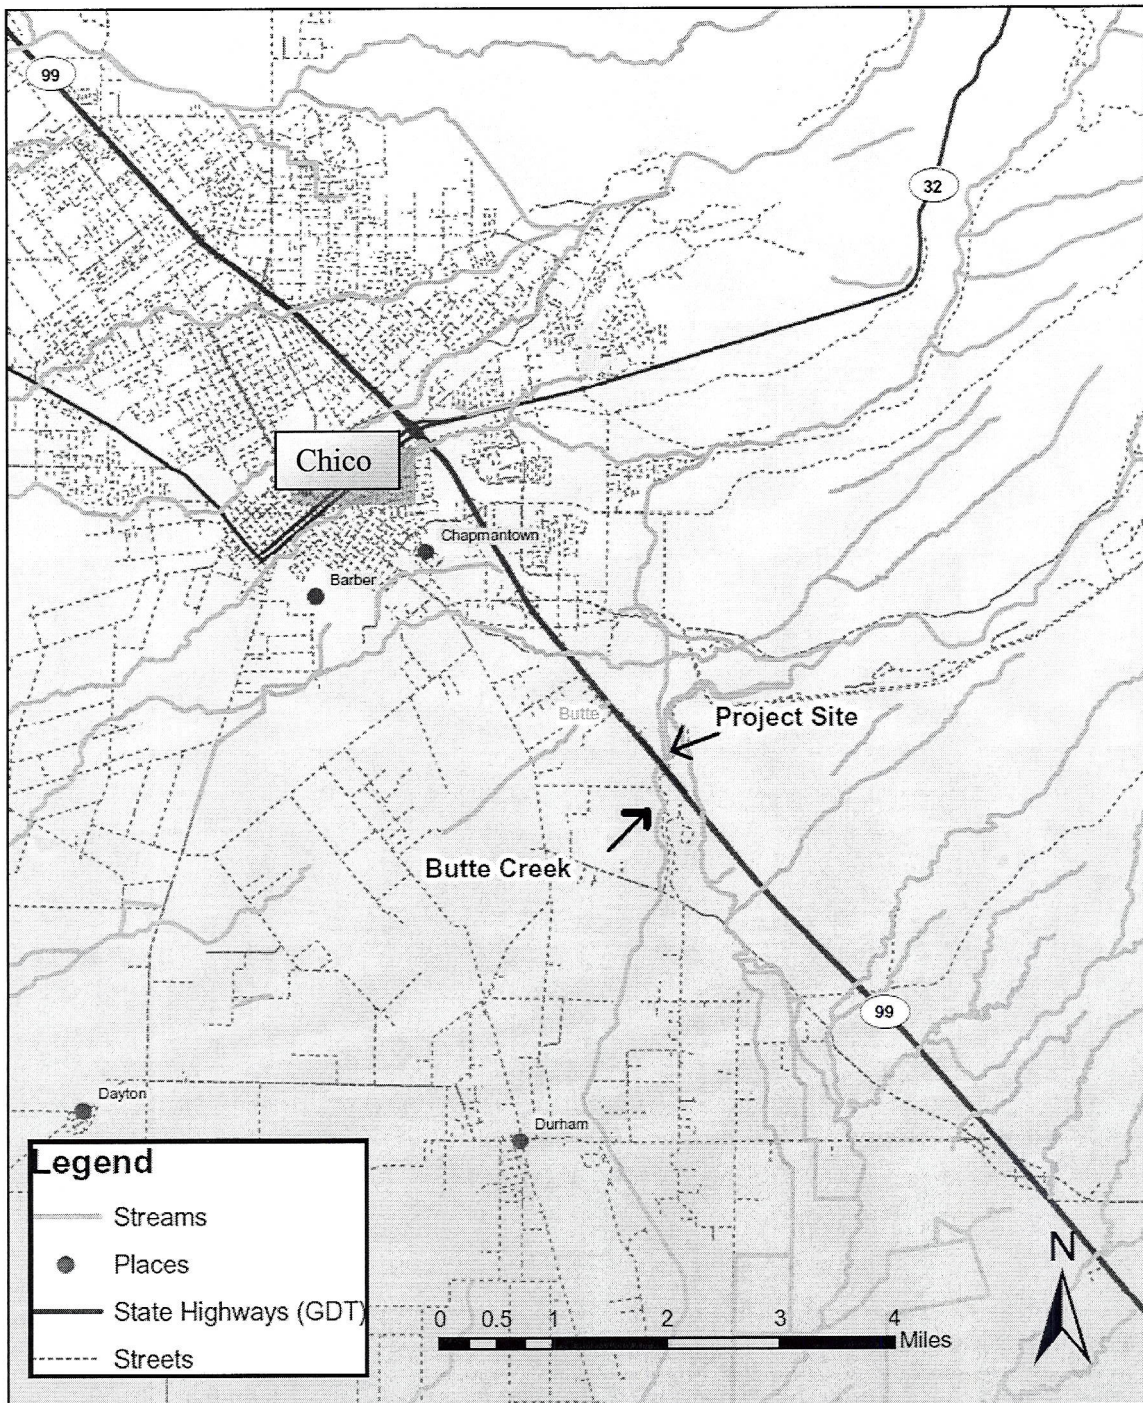 99
32
Chico
Chapmantown
Barber
Butte
Project Site
Butte Creek
99
Dayton
Durham
Legend
Streams
Places
State Highways (GDT)
Streets
N
0 0.5 1 2 3 4
Miles